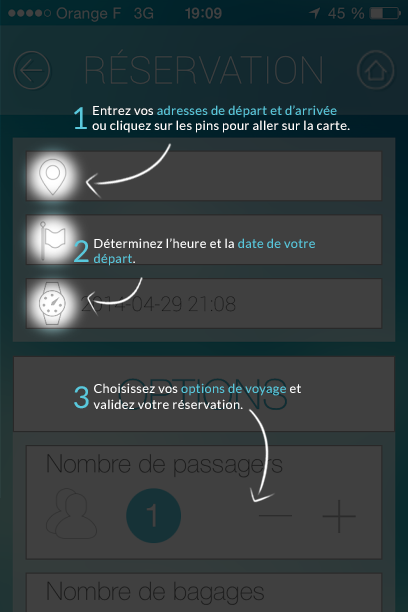 Orange F 3G 19:09 45 %
RÉSERVATION
1 Entrez vos adresses de départ et d'arrivée
ou cliquez sur les pins pour aller sur la carte.
2 Déterminez l'heure et la date de votre
départ.
2014-04-29 21:08
OPTIONS
3 Choisissez vos options de voyage et
validez votre réservation.
Nombre de passagers
1
Nombre de bagages